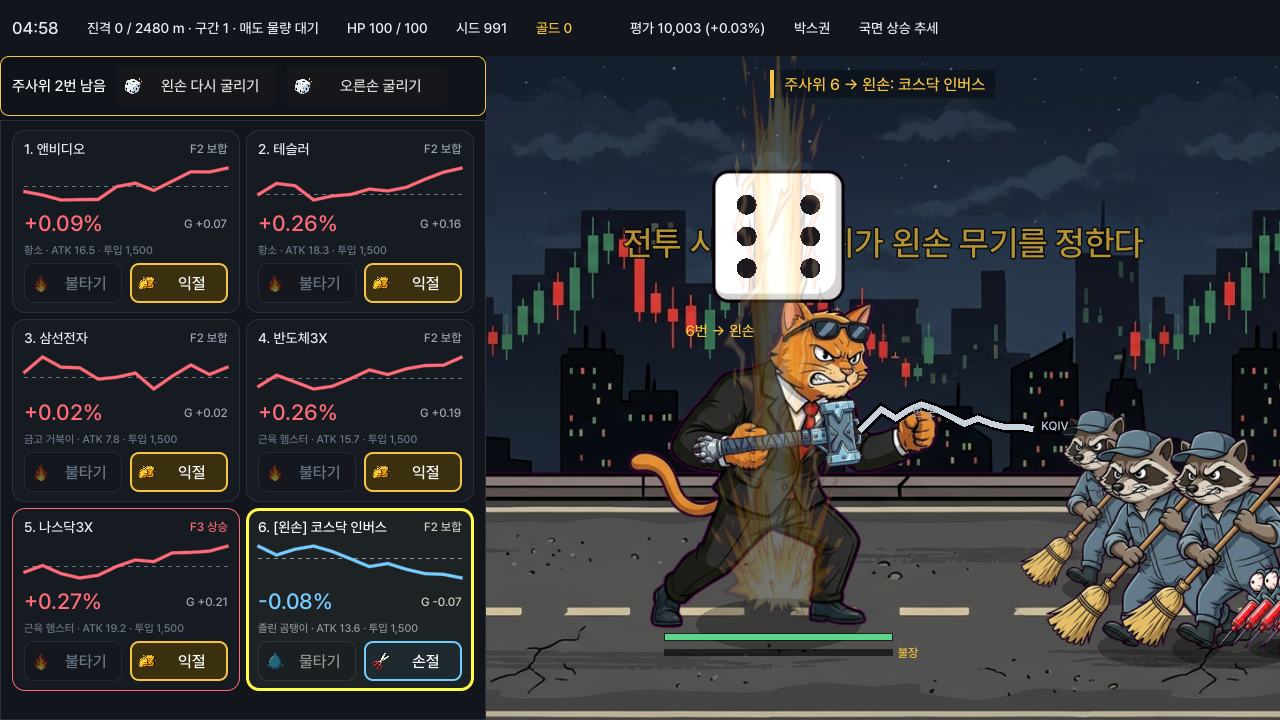 04:58 진격 0 / 2480 m · 구간 1 · 매도 물량 대기 HP 100 / 100 시드 991 골드 0 평가 10,003 (+0.03%) 박스권 국면 상승 추세
주사위 2번 남음 왼손 다시 굴리기 오른손 굴리기
1. 앤비디오 F2 보합
+0.09% G +0.07
황소 · ATK 16.5 · 투입 1,500
불타기 익절
2. 테슬러 F2 보합
+0.26% G +0.16
황소 · ATK 18.2 · 투입 1,500
불타기 익절
3. 삼선전자 F2 보합
+0.02% G +0.02
금고 거북이 · ATK 7.8 · 투입 1,500
불타기 익절
4. 반도체3X F2 보합
+0.26% G +0.19
근육 햄스터 · ATK 15.7 · 투입 1,500
불타기 익절
5. 나스닥3X F3 상승
+0.27% G +0.21
근육 햄스터 · ATK 19.2 · 투입 1,500
불타기 익절
6. [왼손] 코스닥 인버스 F2 보합
-0.08% G -0.07
졸린 곰탱이 · ATK 13.6 · 투입 1,500
물타기 손절
주사위 6 → 왼손: 코스닥 인버스
전투 가 왼손 무기를 정한다
6번 → 왼손
KQIV
불장